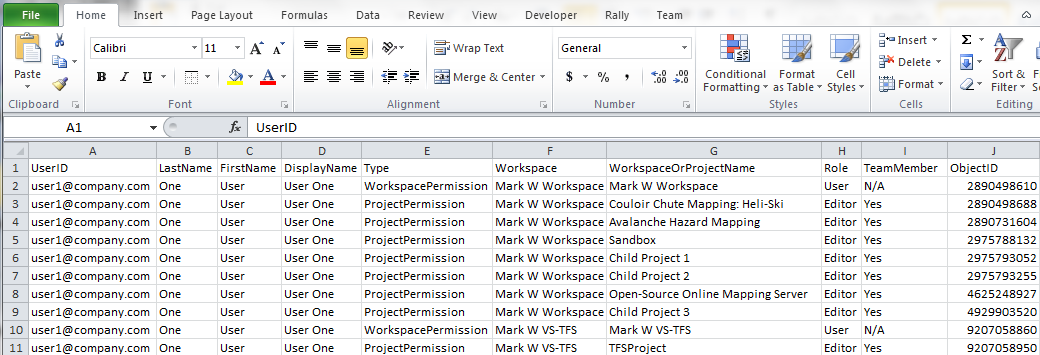 File Home Insert Page Layout Formulas Data Review View Developer Rally Team
Paste
Clipboard
Calibri 11 A A
B I U A
Font
Wrap Text
Merge & Center
Alignment
General
$ % , .0 .00 .00 .0
Number
Conditional Formatting
Format as Table
Cell Styles
Styles
Insert
Delete
Format
Cells
Σ
A Z
Sort & Filter
Editing
A1 fx UserID
A B C D E F G H I J
1 UserID LastName FirstName DisplayName Type Workspace WorkspaceOrProjectName Role TeamMember ObjectID
2 user1@company.com One User User One WorkspacePermission Mark W Workspace Mark W Workspace User N/A 2890498610
3 user1@company.com One User User One ProjectPermission Mark W Workspace Couloir Chute Mapping: Heli-Ski Editor Yes 2890498688
4 user1@company.com One User User One ProjectPermission Mark W Workspace Avalanche Hazard Mapping Editor Yes 2890731604
5 user1@company.com One User User One ProjectPermission Mark W Workspace Sandbox Editor Yes 2975788132
6 user1@company.com One User User One ProjectPermission Mark W Workspace Child Project 1 Editor Yes 2975793052
7 user1@company.com One User User One ProjectPermission Mark W Workspace Child Project 2 Editor Yes 2975793255
8 user1@company.com One User User One ProjectPermission Mark W Workspace Open-Source Online Mapping Server Editor Yes 4625248927
9 user1@company.com One User User One ProjectPermission Mark W Workspace Child Project 3 Editor Yes 4929903520
10 user1@company.com One User User One WorkspacePermission Mark W VS-TFS Mark W VS-TFS User N/A 9207058860
11 user1@company.com One User User One ProjectPermission Mark W VS-TFS TFSProject Editor Yes 9207058950